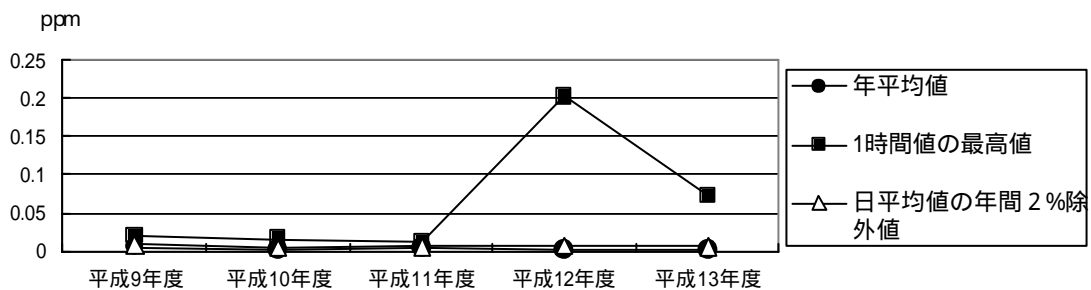 ppm
0.25
0.2
0.15
0.1
0.05
0
平成9年度 平成10年度 平成11年度 平成12年度 平成13年度
年平均値
1時間値の最高値
日平均値の年間２%除
外値